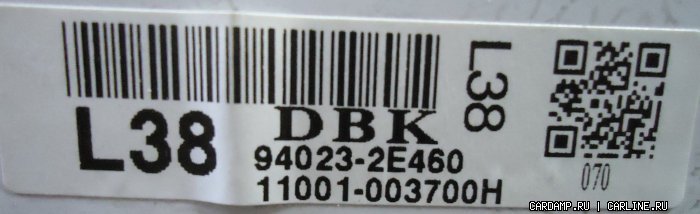 L38
DBK
L38
94023-2E460
11001-003700H
070
CARDAMP.RU | CARLINE.RU